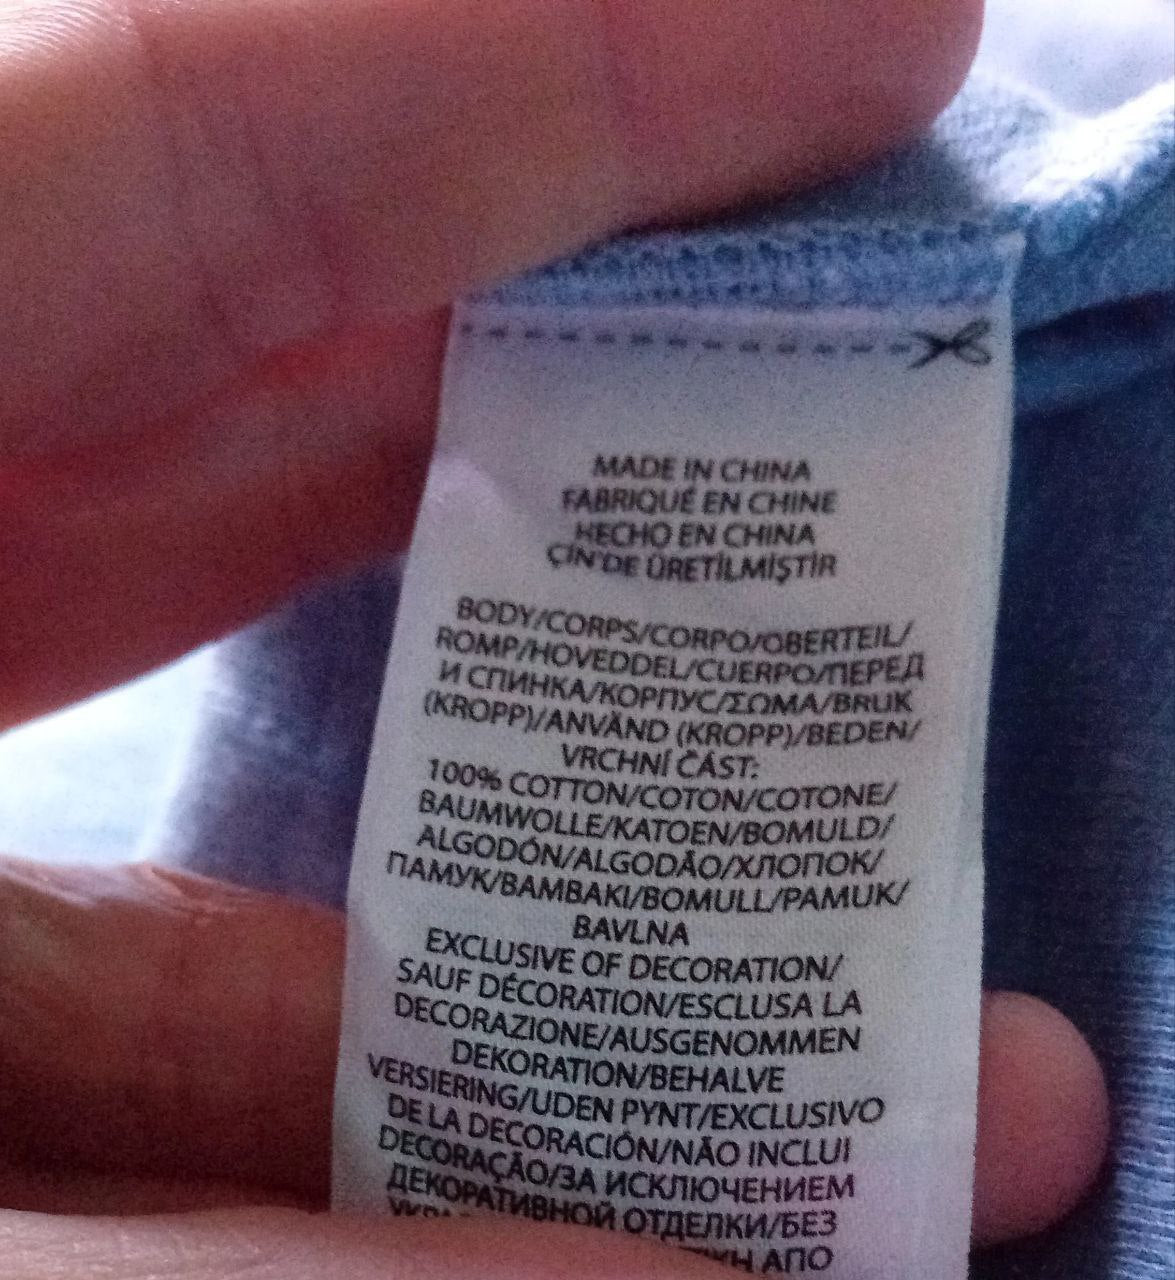 MADE IN CHINA
FABRIQUÉ EN CHINE
HECHO EN CHINA
ÇİN'DE ÜRETİLMİŞTİR
BODY/CORPS/CORPO/OBERTEIL/
ROMP/HOVEDDEL/CUERPO/ПЕРЕД
И СПИНКА/КОРПУС/ΣΩΜΑ/BRUK
(KROPP)/ANVÄND (KROPP)/BEDEN/
VRCHNÍ ČÁST:
100% COTTON/COTON/COTONE/
BAUMWOLLE/KATOEN/BOMULD/
ALGODÓN/ALGODÃO/ХЛОПОК/
ПАМУК/BAMBAKI/BOMULL/PAMUK/
BAVLNA
EXCLUSIVE OF DECORATION/
SAUF DÉCORATION/ESCLUSA LA
DECORAZIONE/AUSGENOMMEN
DEKORATION/BEHALVE
VERSIERING/UDEN PYNT/EXCLUSIVO
DE LA DECORACIÓN/NÃO INCLUI
DECORAÇÃO/ЗА ИСКЛЮЧЕНИЕМ
ДЕКОРАТИВНОЙ ОТДЕЛКИ/БЕЗ
ΑΠΟ